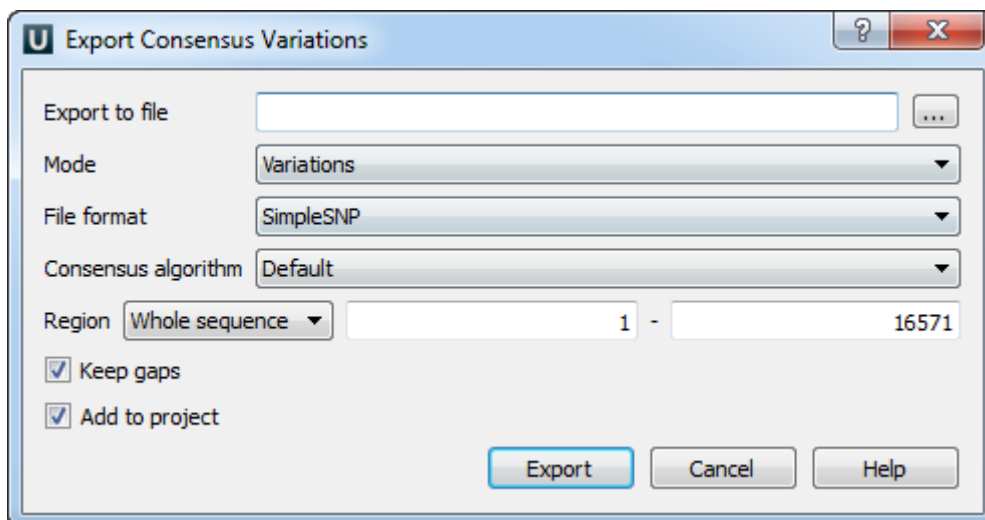 U Export Consensus Variations ? X
Export to file ...
Mode Variations
File format SimpleSNP
Consensus algorithm Default
Region Whole sequence 1 - 16571
Keep gaps
Add to project
Export Cancel Help